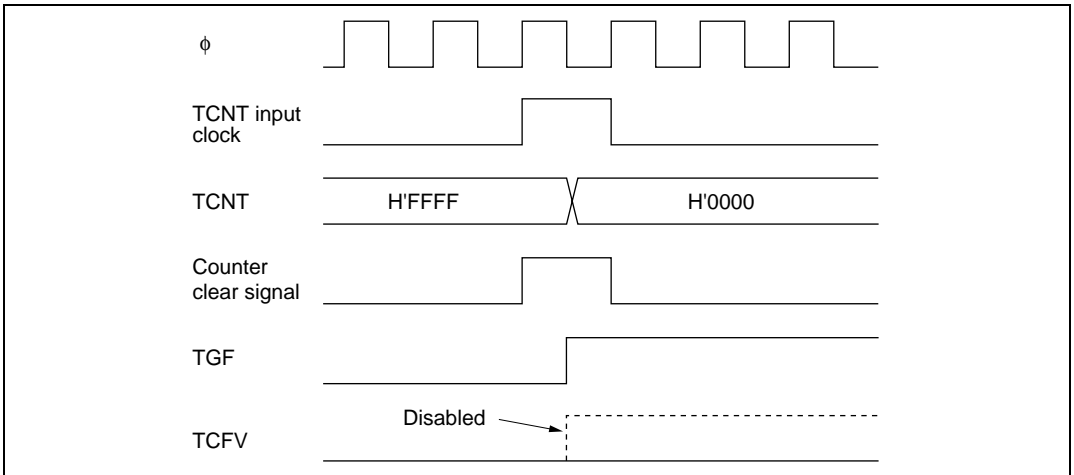 ϕ
TCNT input
clock
TCNT
H'FFFF
H'0000
Counter
clear signal
TGF
Disabled
TCFV